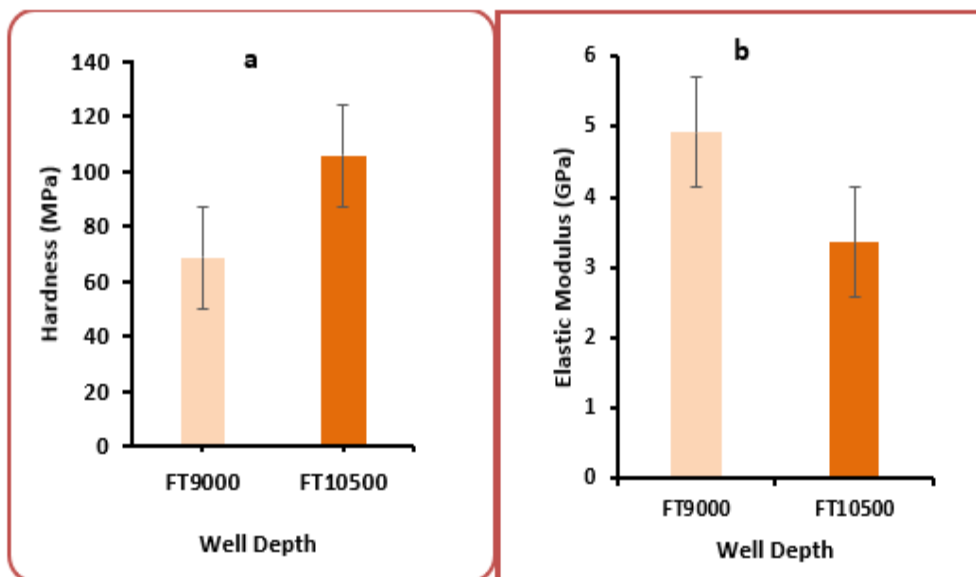 a
140
120
100
80
60
40
20
0
Hardness (MPa)
FT9000 FT10500
Well Depth
b
6
5
4
3
2
1
0
Elastic Modulus (GPa)
FT9000 FT10500
Well Depth